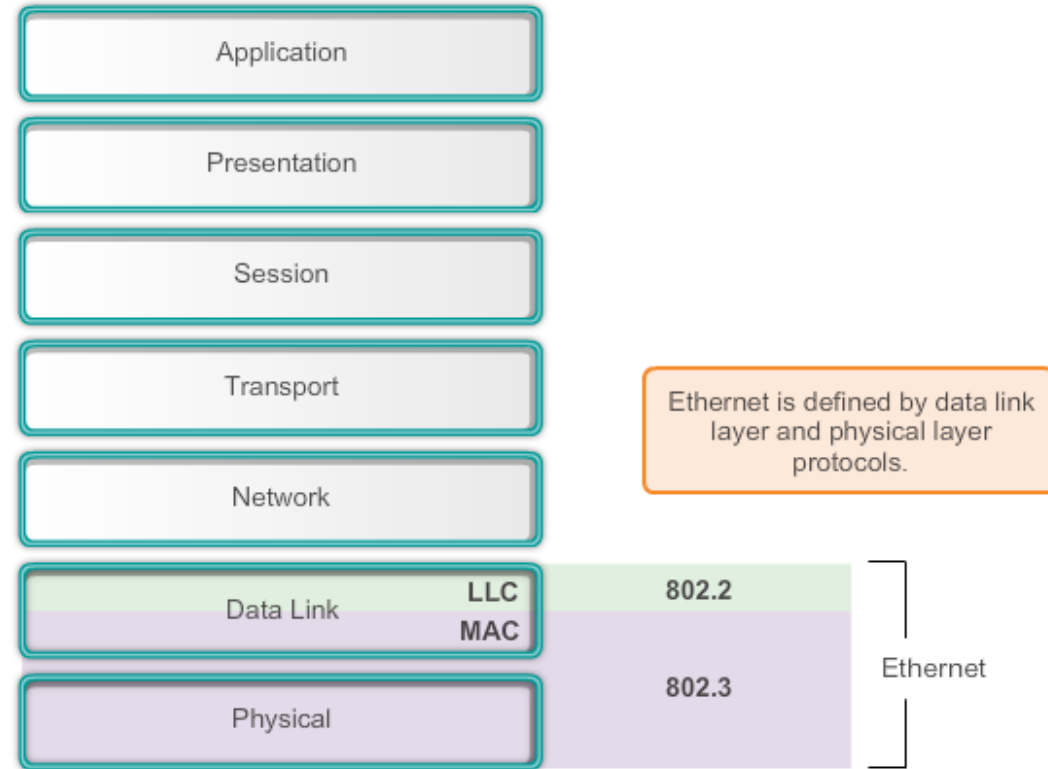 Application
Presentation
Session
Transport
Ethernet is defined by data link
layer and physical layer
protocols.
Network
Data Link
LLC
MAC
802.2
802.3
Ethernet
Physical